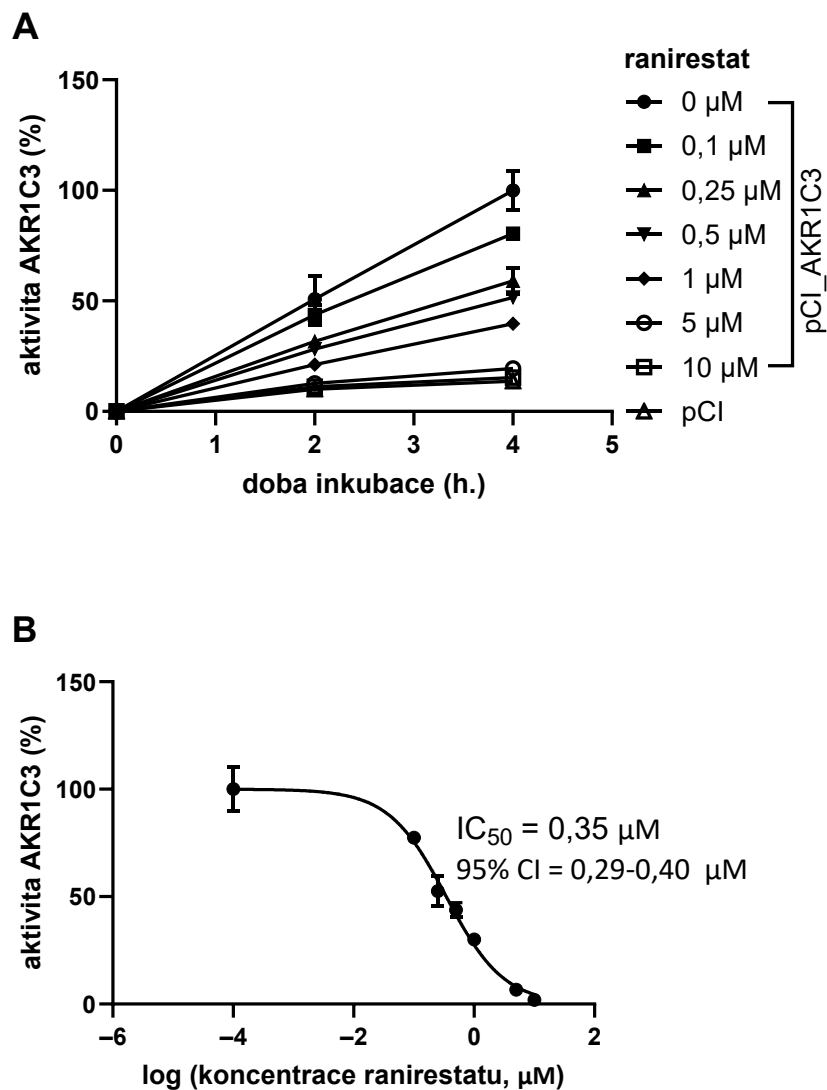 A
ranirestat
0 µM
0,1 µM
0,25 µM
0,5 µM
1 µM
5 µM
10 µM
pCI
pCI_AKR1C3
aktivita AKR1C3 (%)
150
100
50
0
0 1 2 3 4 5
doba inkubace (h.)
B
aktivita AKR1C3 (%)
150
100
50
0
IC50 = 0,35 µM
95% CI = 0,29-0,40 µM
−6 −4 −2 0 2
log (koncentrace ranirestatu, µM)